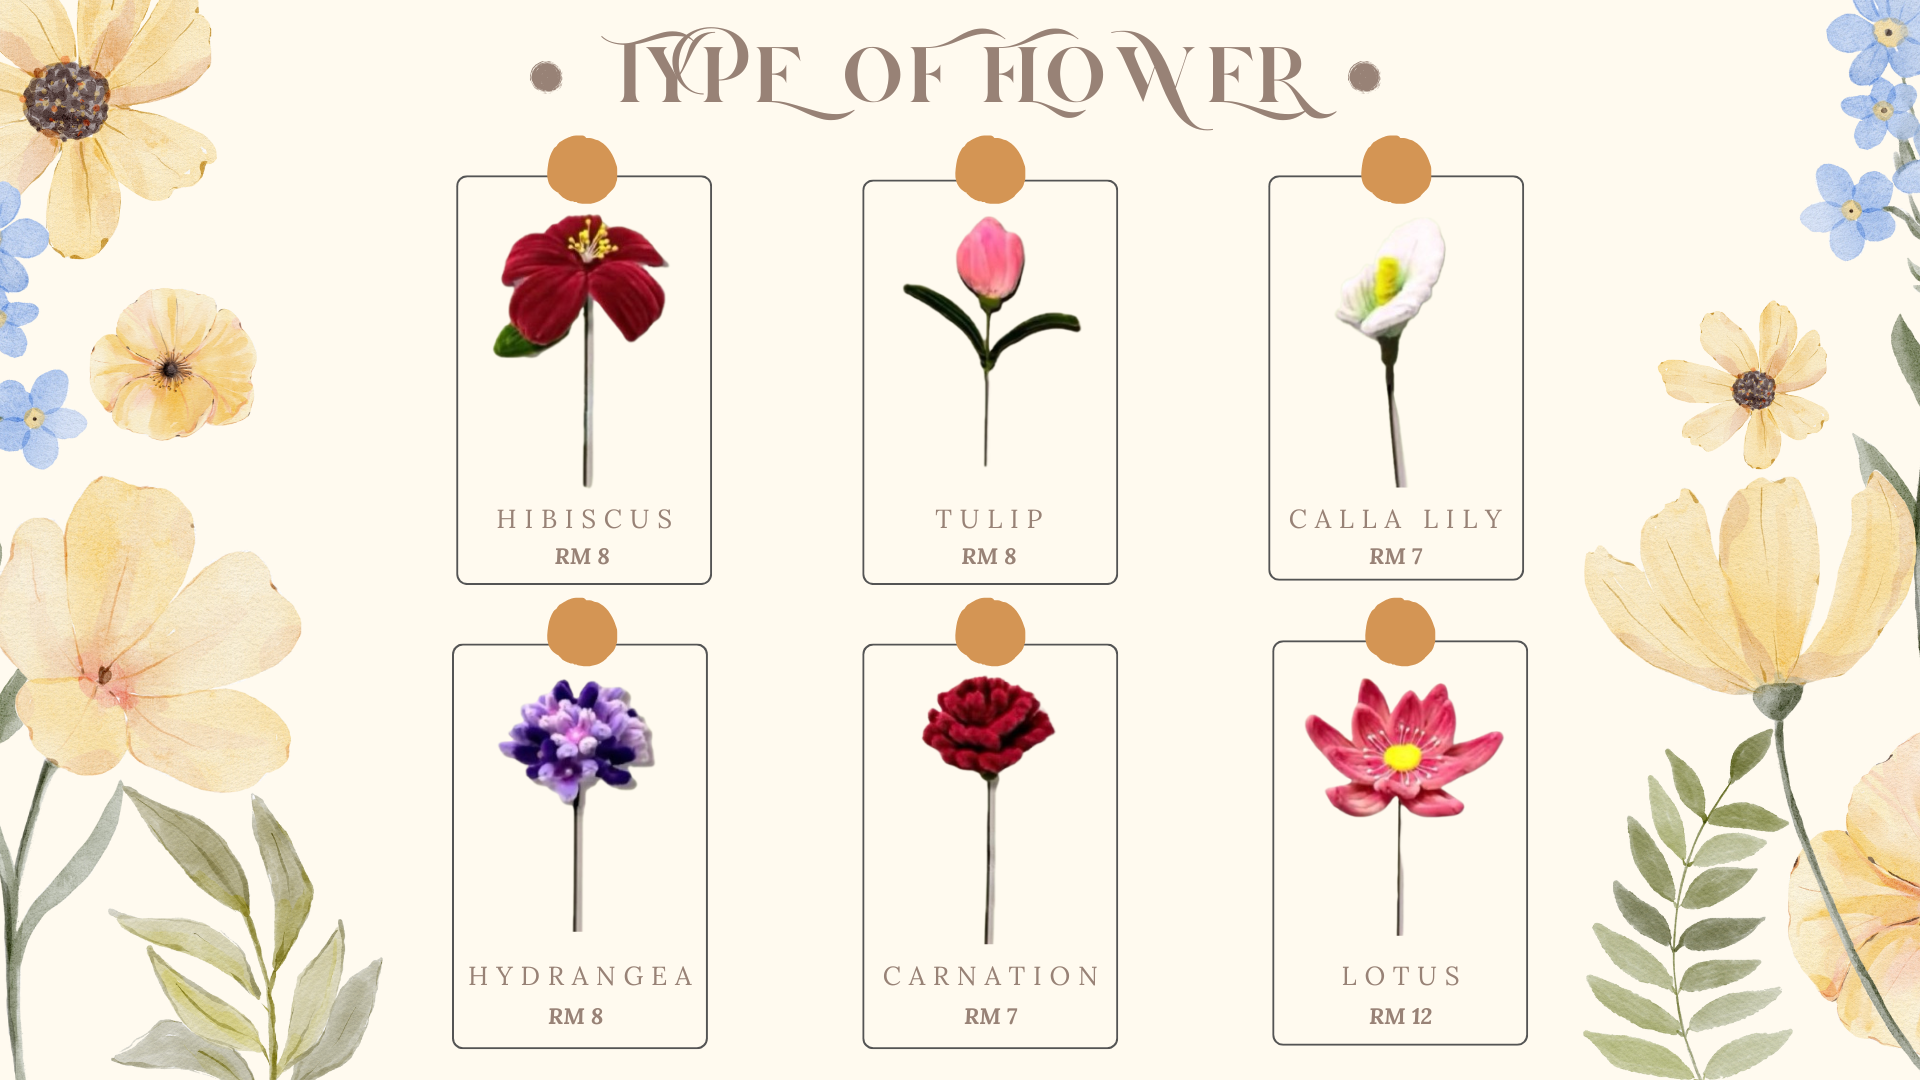 TYPE OF FLOWER
HIBISCUS
RM 8
TULIP
RM 8
CALLA LILY
RM 7
HYDRANGEA
RM 8
CARNATION
RM 7
LOTUS
RM 12